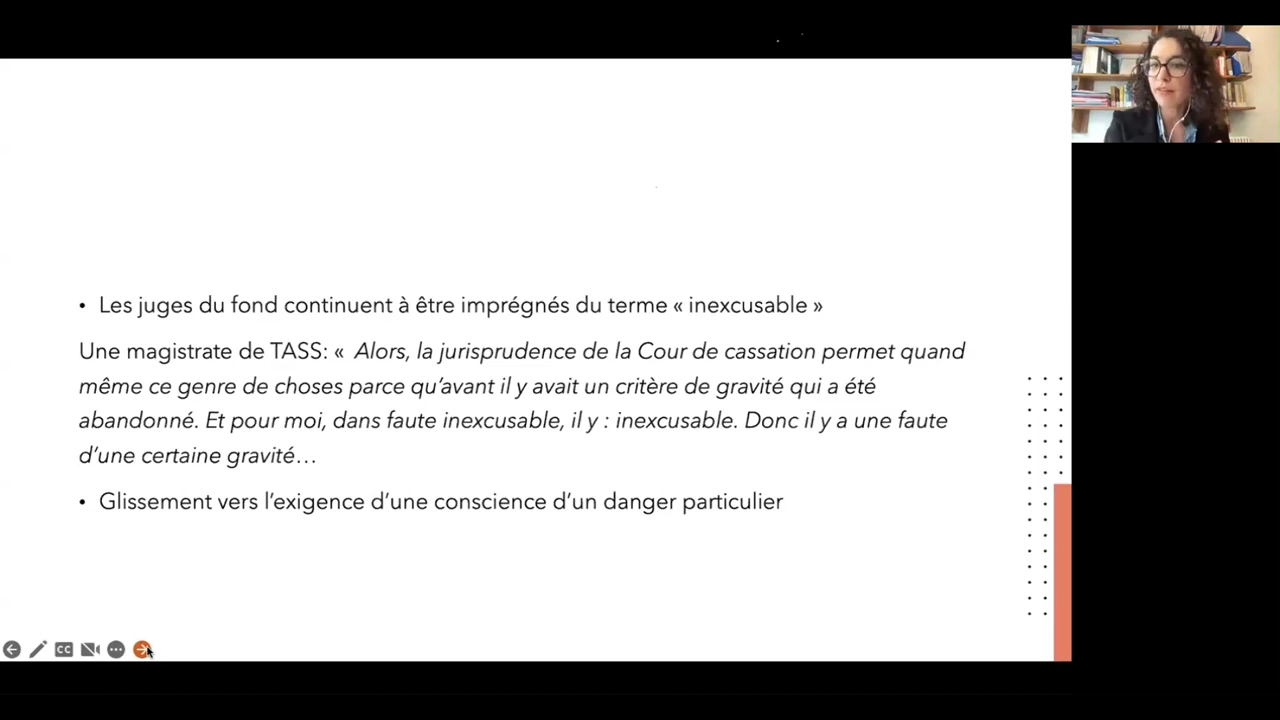 • Les juges du fond continuent à être imprégnés du terme « inexcusable »
Une magistrate de TASS: « Alors, la jurisprudence de la Cour de cassation permet quand
même ce genre de choses parce qu’avant il y avait un critère de gravité qui a été
abandonné. Et pour moi, dans faute inexcusable, il y : inexcusable. Donc il y a une faute
d’une certaine gravité…
• Glissement vers l’exigence d’une conscience d’un danger particulier
CC